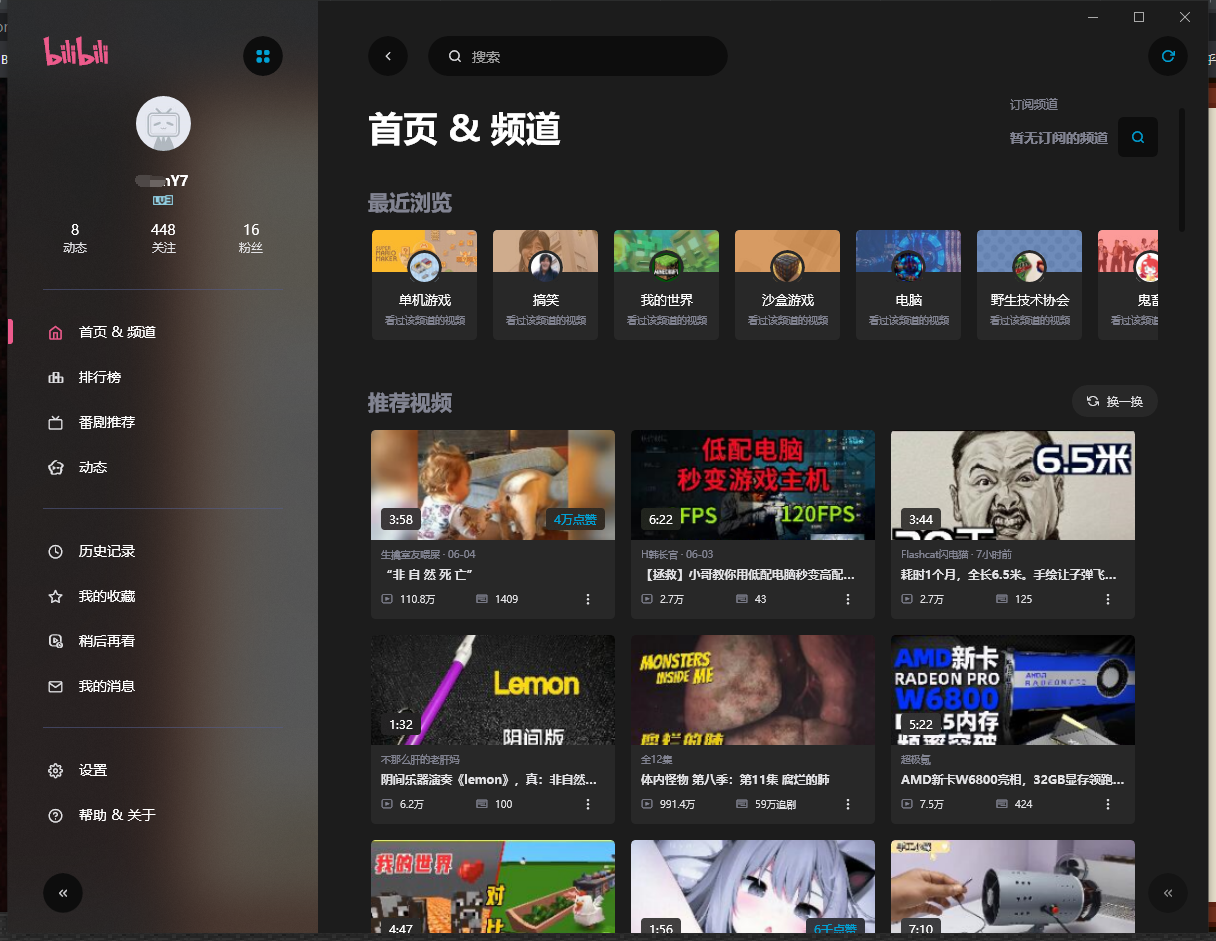 bilibili
搜索
nY7
LV3
8
448
16
动态
关注
粉丝
首页 & 频道
排行榜
番剧推荐
动态
历史记录
我的收藏
稍后再看
我的消息
设置
帮助 & 关于
首页 & 频道
订阅频道
暂无订阅的频道
最近浏览
SUPER MARIO MAKER
单机游戏
看过该频道的视频
搞笑
看过该频道的视频
MINECRAFT
我的世界
看过该频道的视频
沙盒游戏
看过该频道的视频
电脑
看过该频道的视频
野生技术协会
看过该频道的视频
鬼畜
看过该频道
推荐视频
换一换
3:58
4万点赞
生擒室友喂屎 · 06-04
“非 自 然 死 亡”
110.8万
1409
低配电脑
秒变游戏主机
FPS
120FPS
6:22
H韩长官 · 06-03
【拯救】小哥教你用低配电脑秒变高配...
2.7万
43
6.5米
3:44
Flashcat闪电猫 · 7小时前
耗时1个月，全长6.5米。手绘让子弹飞...
2.7万
125
Lemon
阴间版
1:32
不那么肝的老肝妈
阴间乐器演奏《lemon》，真：非自然...
6.2万
100
MONSTERS
INSIDE ME
腐烂的肺
全12集
体内怪物 第八季：第11集 腐烂的肺
991.4万
59万追剧
AMD新卡
RADEON PRO
W6800
5内存
频率突破
5:22
超极氪
AMD新卡W6800亮相，32GB显存领跑...
7.5万
424
我的世界
对
4:47
1:56
6千点赞
7:10